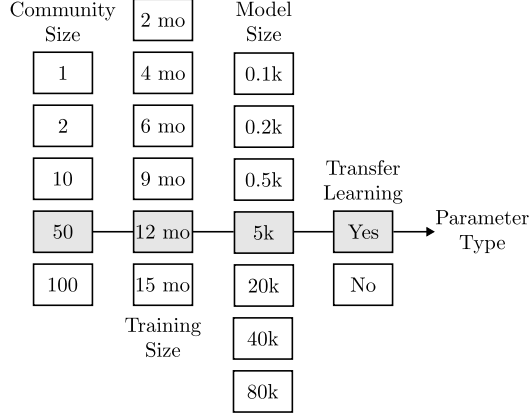 Community
Size
1
2
10
50
100
2 mo
4 mo
6 mo
9 mo
12 mo
15 mo
Training
Size
Model
Size
0.1k
0.2k
0.5k
5k
20k
40k
80k
Transfer
Learning
Yes
No
Parameter
Type